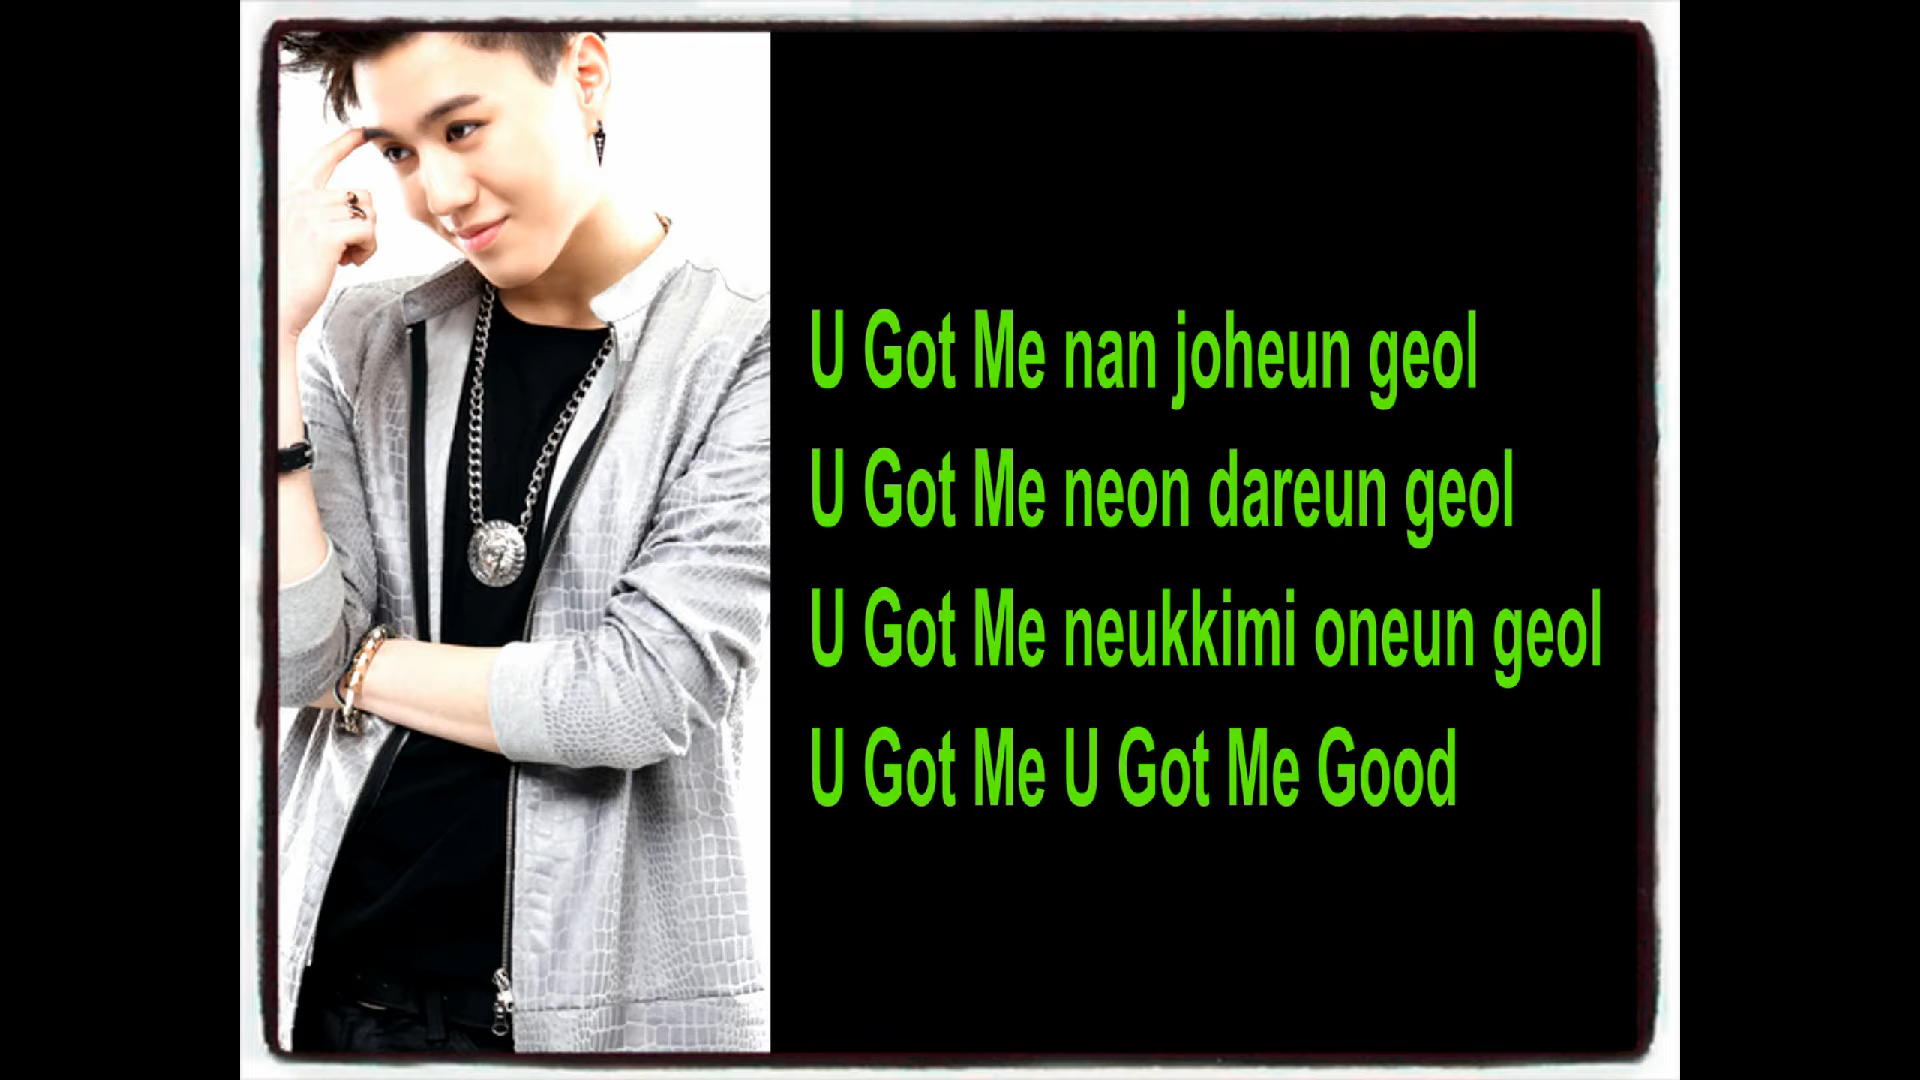 U Got Me nan joheun geol
U Got Me neon dareun geol
U Got Me neukkimi oneun geol
U Got Me U Got Me Good